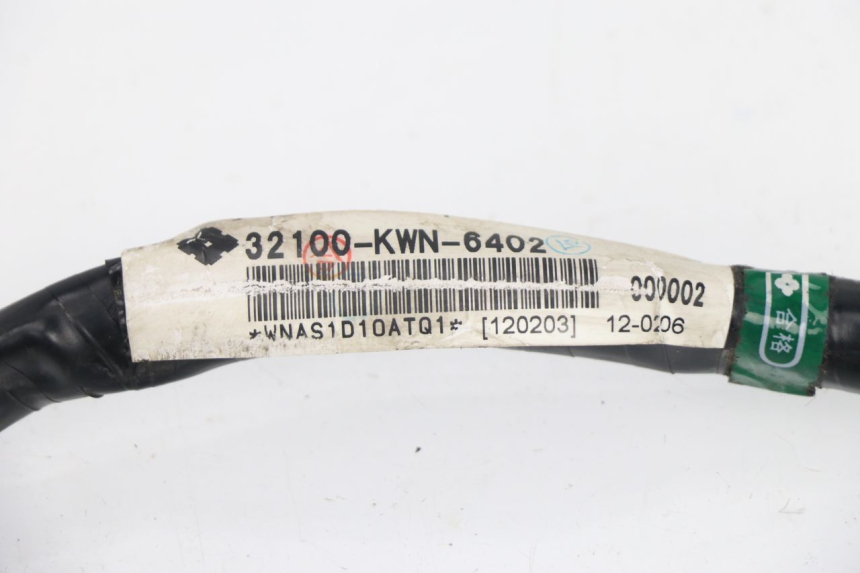 32100-KWN-6402
000002
*WNAS1D10ATQ1* [120203] 12-0206
合格